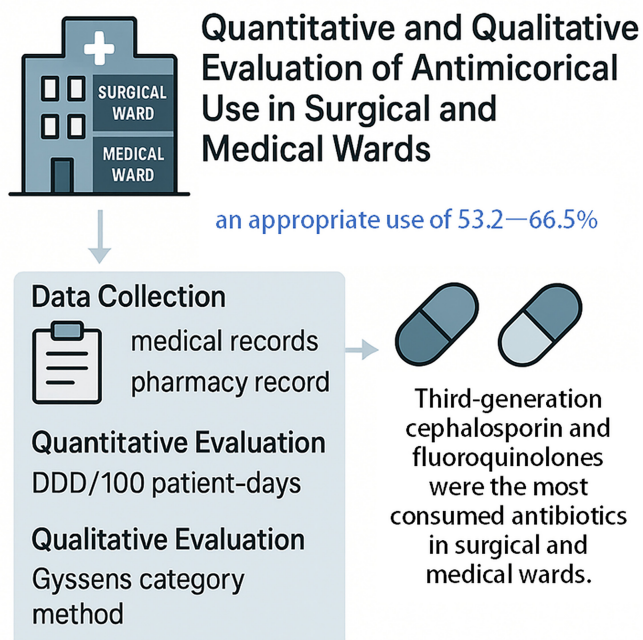 SURGICAL
WARD
MEDICAL
WARD
Quantitative and Qualitative
Evaluation of Antimicorical
Use in Surgical and
Medical Wards
an appropriate use of 53.2—66.5%
Data Collection
medical records
pharmacy record
Quantitative Evaluation
DDD/100 patient-days
Qualitative Evaluation
Gyssens category
method
Third-generation
cephalosporin and
fluoroquinolones
were the most
consumed antibiotics
in surgical and
medical wards.